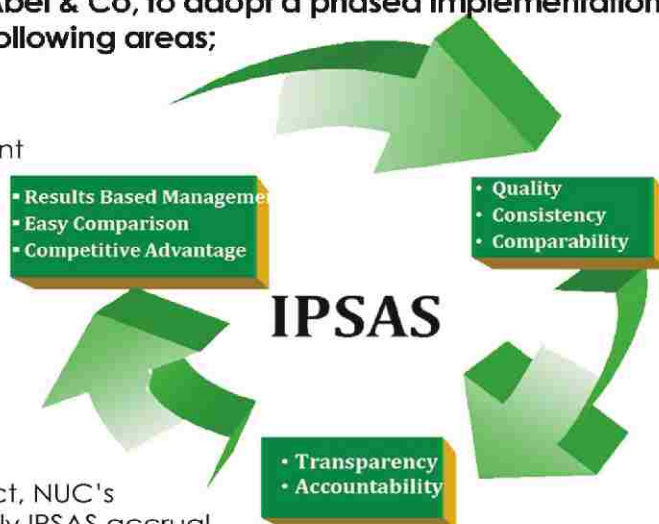 Abel & Co, to adopt a phased implementation
ollowing areas;
nt
▪ Results Based Manageme
▪ Easy Comparison
▪ Competitive Advantage
• Quality
• Consistency
• Comparability
IPSAS
• Transparency
• Accountability
ct, NUC's
ly IPSAS accrual